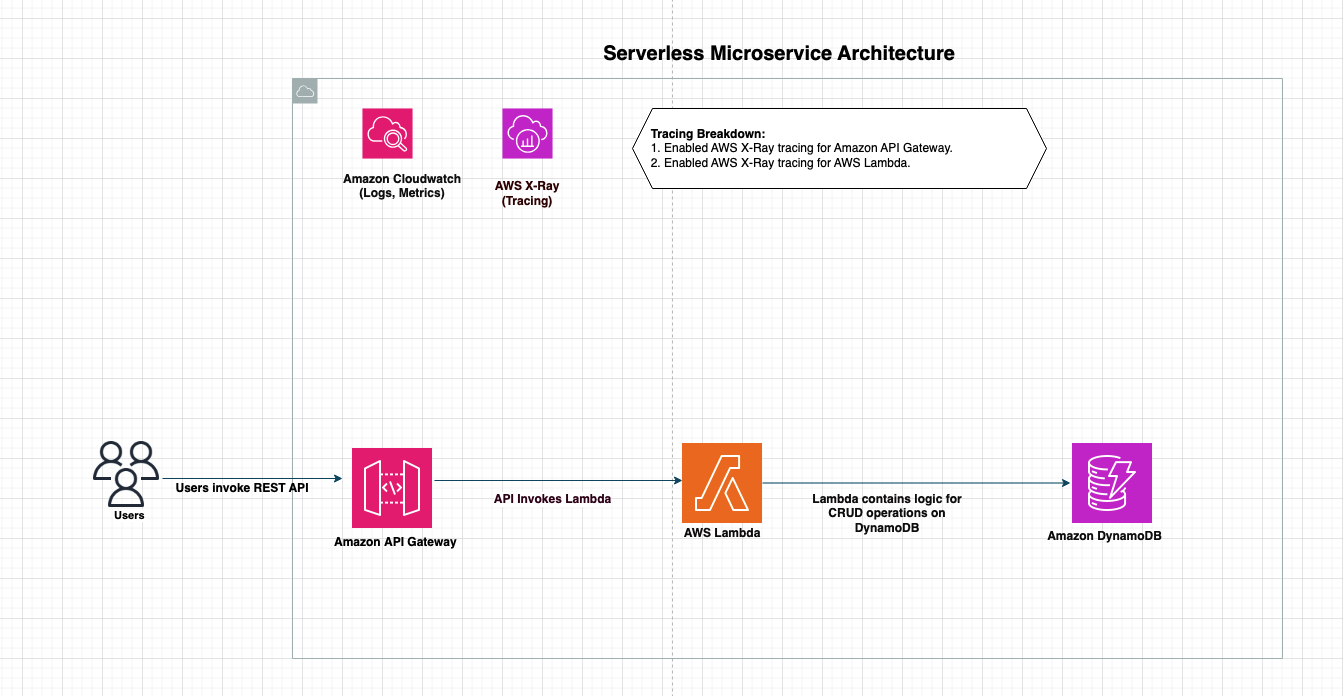 Serverless Microservice Architecture
Amazon Cloudwatch
(Logs, Metrics)
AWS X-Ray
(Tracing)
Tracing Breakdown:
1. Enabled AWS X-Ray tracing for Amazon API Gateway.
2. Enabled AWS X-Ray tracing for AWS Lambda.
Users invoke REST API
Users
Amazon API Gateway
API Invokes Lambda
AWS Lambda
Lambda contains logic for
CRUD operations on
DynamoDB
Amazon DynamoDB